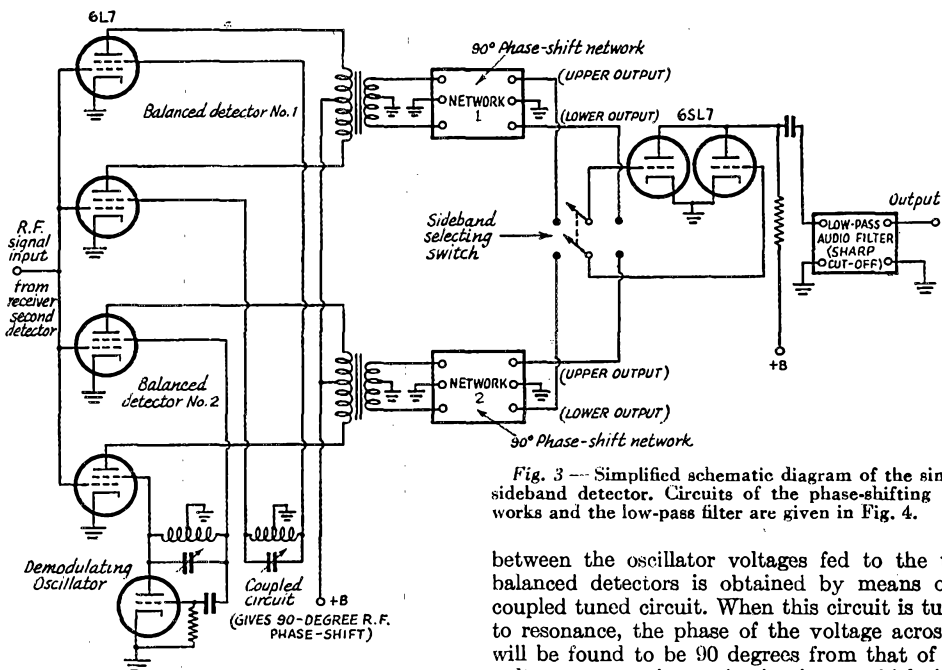 6L7
90° Phase-shift network
(UPPER OUTPUT)
Balanced detector No.1
NETWORK
1
(LOWER OUTPUT)
6SL7
Sideband
selecting
switch
Output
LOW-PASS
AUDIO FILTER
(SHARP
CUT-OFF)
R.F.
signal
input
from
receiver
second
detector
+B
Balanced
detector No.2
NETWORK
2
(UPPER OUTPUT)
(LOWER OUTPUT)
90° Phase-shift network
Demodulating
Oscillator
Coupled
circuit
(GIVES 90-DEGREE R.F.
PHASE-SHIFT)
+B
Fig. 3 — Simplified schematic diagram of the
sideband detector. Circuits of the phase-shifting
works and the low-pass filter are given in Fig. 4.
between the oscillator voltages fed to the
balanced detectors is obtained by means
coupled tuned circuit. When this circuit is
to resonance, the phase of the voltage
will be found to be 90 degrees from that of